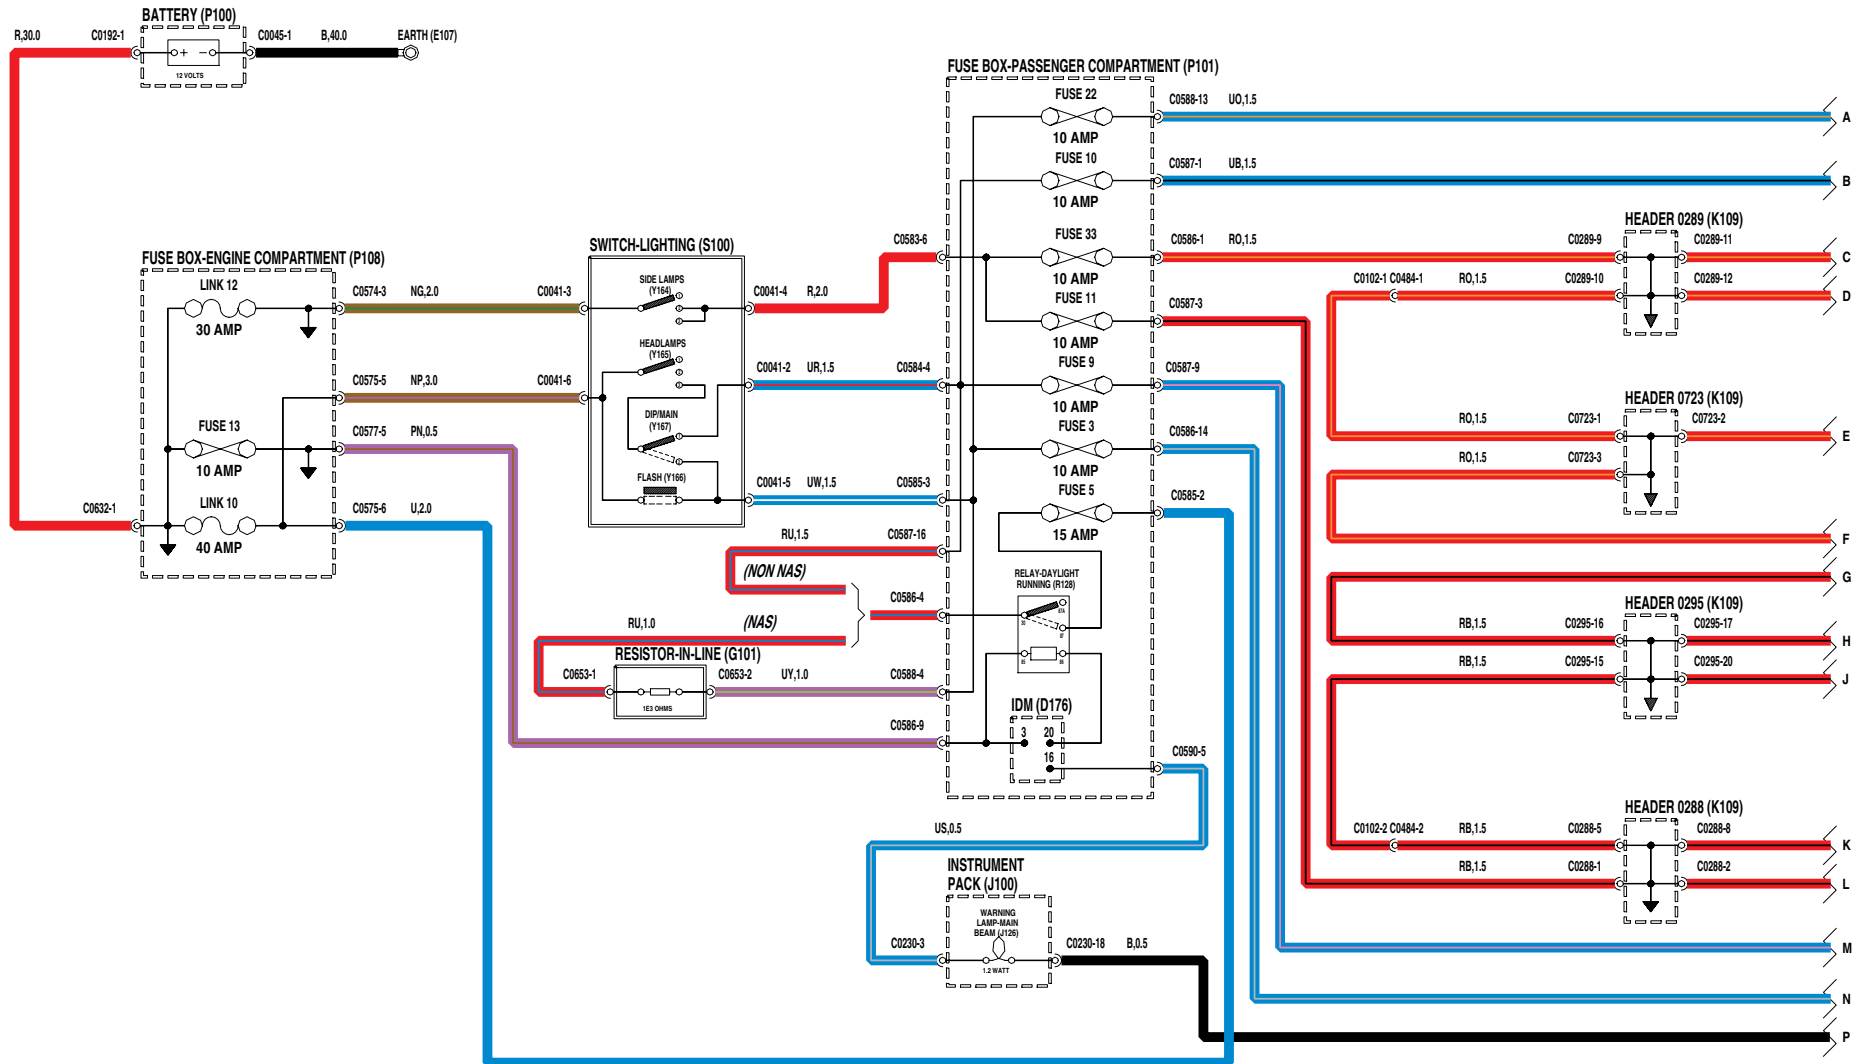 BATTERY (P100)
R,30.0
C0192-1
+ -
12 VOLTS
C0045-1
B,40.0
EARTH (E107)
FUSE BOX-PASSENGER COMPARTMENT (P101)
FUSE 22
10 AMP
C0588-13
UO,1.5
A
FUSE 10
10 AMP
C0587-1
UB,1.5
B
FUSE 33
10 AMP
C0583-6
C0586-1
RO,1.5
HEADER 0289 (K109)
C0289-9
C0289-11
C
C0102-1 C0484-1
RO,1.5
C0289-10
C0289-12
D
FUSE 11
10 AMP
C0587-3
FUSE 9
10 AMP
C0587-9
FUSE 3
10 AMP
C0586-14
FUSE 5
15 AMP
C0585-2
FUSE BOX-ENGINE COMPARTMENT (P108)
LINK 12
30 AMP
C0574-3
NG,2.0
C0041-3
C0575-5
NP,3.0
C0041-6
FUSE 13
10 AMP
C0577-5
PN,0.5
LINK 10
40 AMP
C0632-1
C0575-6
U,2.0
SWITCH-LIGHTING (S100)
SIDE LAMPS
(Y164)
1
2
3
C0041-4
R,2.0
HEADLAMPS
(Y165)
1
2
3
C0041-2
UR,1.5
C0584-4
DIP/MAIN
(Y167)
1
2
FLASH (Y166)
C0041-5
UW,1.5
C0585-3
RU,1.5
C0587-16
(NON NAS)
C0586-4
RU,1.0
(NAS)
RESISTOR-IN-LINE (G101)
C0653-1
1E3 OHMS
C0653-2
UY,1.0
C0588-4
C0586-9
RELAY-DAYLIGHT
RUNNING (R128)
30
87A
87
85
86
IDM (D176)
3
20
16
C0590-5
US,0.5
INSTRUMENT
PACK (J100)
WARNING
LAMP-MAIN
BEAM (J126)
1.2 WATT
C0230-3
C0230-18
B,0.5
HEADER 0723 (K109)
RO,1.5
C0723-1
C0723-2
E
RO,1.5
C0723-3
F
G
HEADER 0295 (K109)
RB,1.5
C0295-16
C0295-17
H
RB,1.5
C0295-15
C0295-20
J
HEADER 0288 (K109)
C0102-2 C0484-2
RB,1.5
C0288-5
C0288-8
K
RB,1.5
C0288-1
C0288-2
L
M
N
P